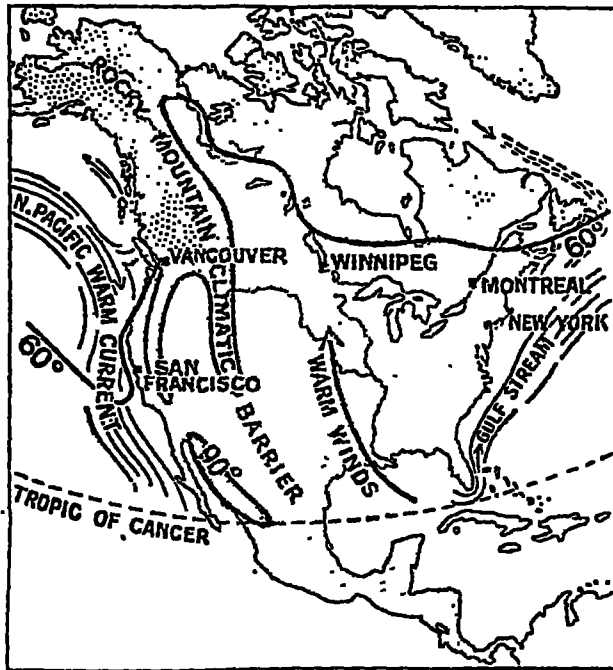 ROCKY MOUNTAIN CLIMATIC BARRIER
N. PACIFIC WARM CURRENT
VANCOUVER
WINNIPEG
60°
MONTREAL
NEW YORK
60°
SAN
FRANCISCO
WARM WINDS
GULF STREAM
90°
TROPIC OF CANCER